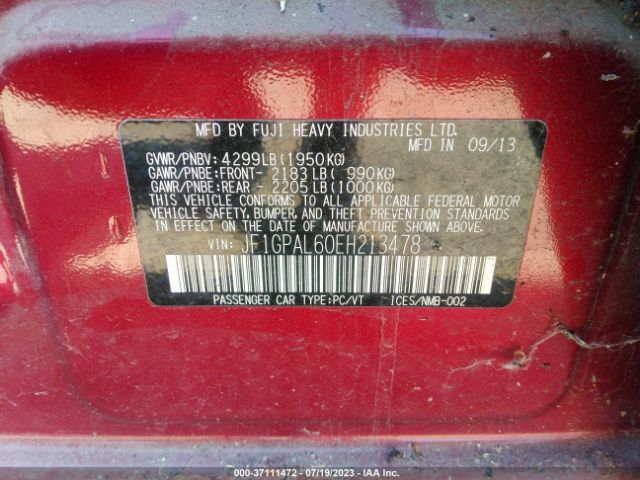 MFD BY FUJI HEAVY INDUSTRIES LTD.
MFD IN 09/13
GVWR/PNBV: 4299LB(1950KG)
GAWR/PNBE:FRONT- 2183LB( 990KG)
GAWR/PNBE:REAR - 2205LB(1000KG)
THIS VEHICLE CONFORMS TO ALL APPLICABLE FEDERAL MOTOR
VEHICLE SAFETY, BUMPER, AND THEFT PREVENTION STANDARDS
IN EFFECT ON THE DATE OF MANUFACTURE SHOWN ABOVE.
VIN: JF1GPAL60EH213478
PASSENGER CAR TYPE:PC/VT ICES/NMB-002
000-37111472 - 07/19/2023 - IAA Inc.